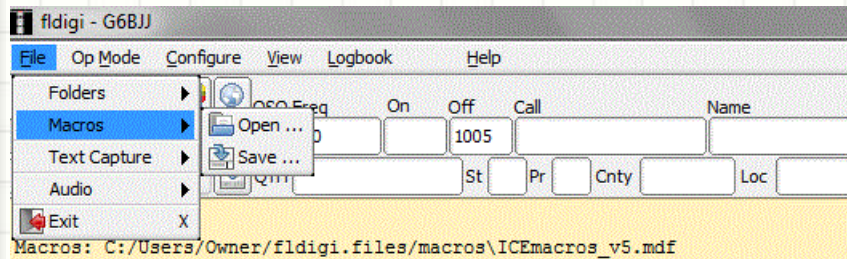 fldigi - G6BJJ
File Op Mode Configure View Logbook Help
Folders
QSO Freq On Off Call Name
Macros Open ...
1005
Text Capture Save ...
QTH St Pr Cnty Loc
Audio
Exit X
Macros: C:/Users/Owner/fldigi.files/macros\ICEmacros_v5.mdf